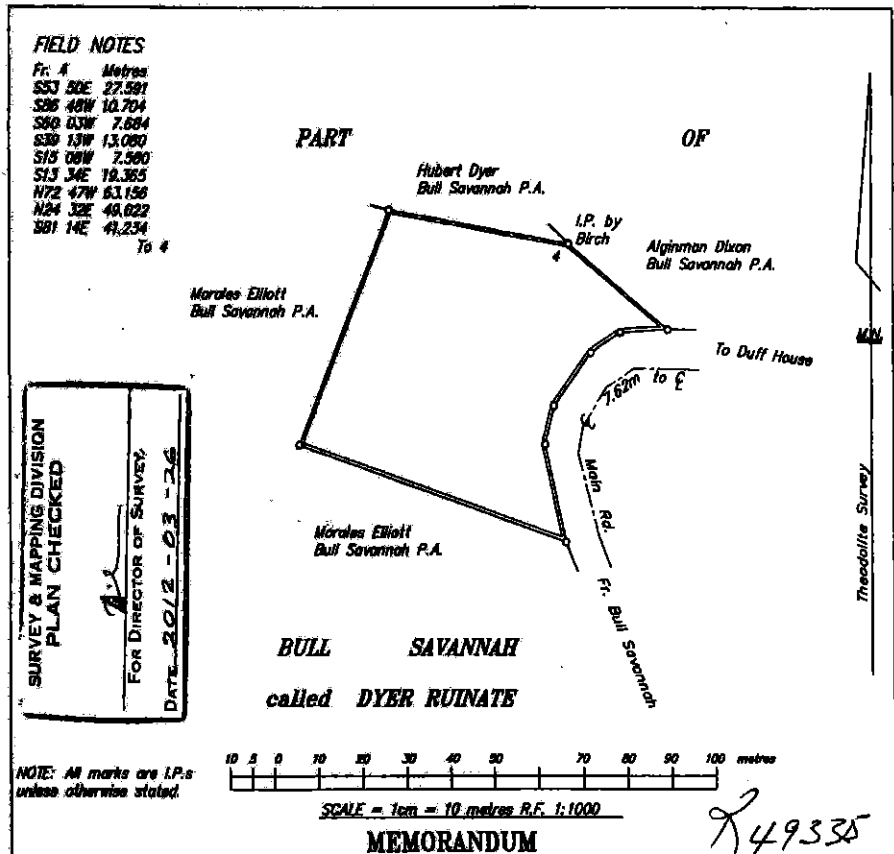 FIELD NOTES
Fr. 4 Metres
S53 50E 27.591
S86 48W 10.704
S60 03W 7.684
S39 13W 13.080
S15 08W 7.560
S13 34E 19.365
N72 47W 63.156
N24 32E 49.622
S81 14E 41.234
To 4
PART OF
Hubert Dyer
Bull Savannah P.A.
I.P. by
Birch
4
Alginman Dixon
Bull Savannah P.A.
Morales Elliott
Bull Savannah P.A.
M.N.
To Duff House
7.62m to ℄
℄
Main Rd.
Fr. Bull Savannah
Theodolite Survey
Morales Elliott
Bull Savannah P.A.
SURVEY & MAPPING DIVISION
PLAN CHECKED
FOR DIRECTOR OF SURVEY,
DATE 2012-03-26
BULL SAVANNAH
called DYER RUINATE
NOTE: All marks are I.P.s
unless otherwise stated.
10 5 0 10 20 30 40 50 60 70 80 90 100 metres
SCALE = 1cm = 10 metres R.F. 1:1000
MEMORANDUM
R49335